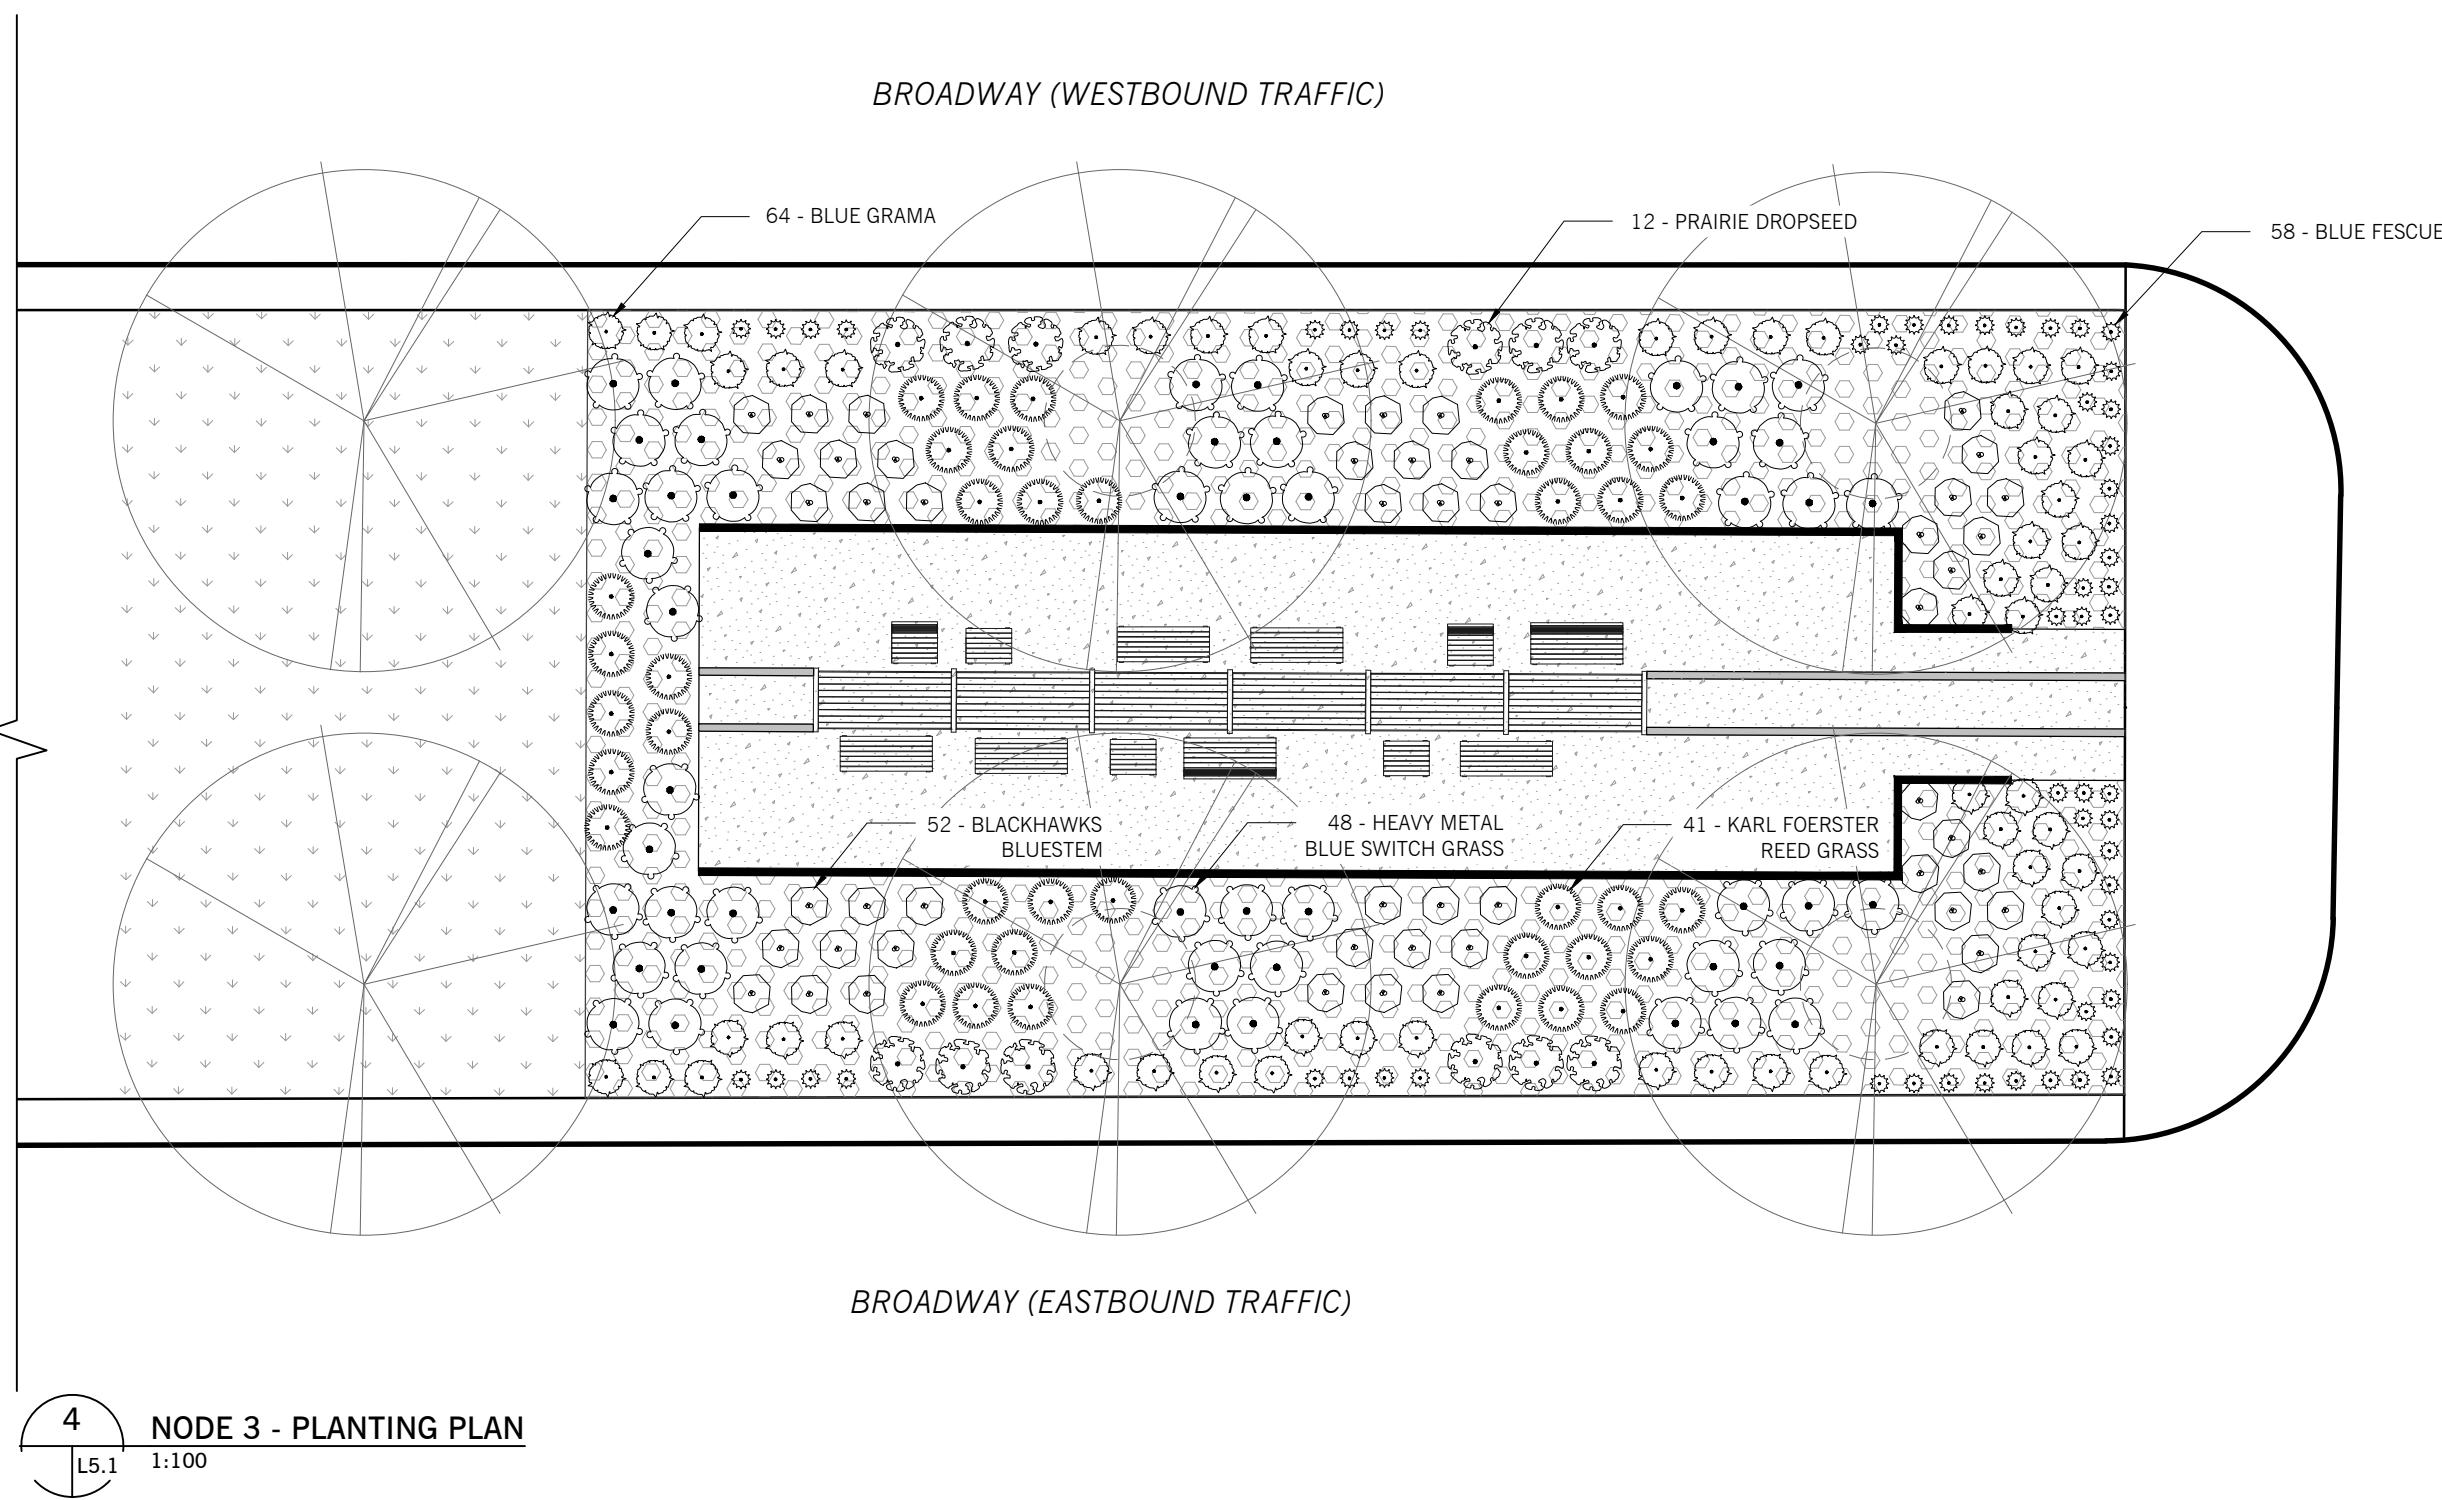 BROADWAY (WESTBOUND TRAFFIC)
64 - BLUE GRAMA
12 - PRAIRIE DROPSEED
58 - BLUE FESCUE
52 - BLACKHAWKS
BLUESTEM
48 - HEAVY METAL
BLUE SWITCH GRASS
41 - KARL FOERSTER
REED GRASS
BROADWAY (EASTBOUND TRAFFIC)
4
L5.1
NODE 3 - PLANTING PLAN
1:100